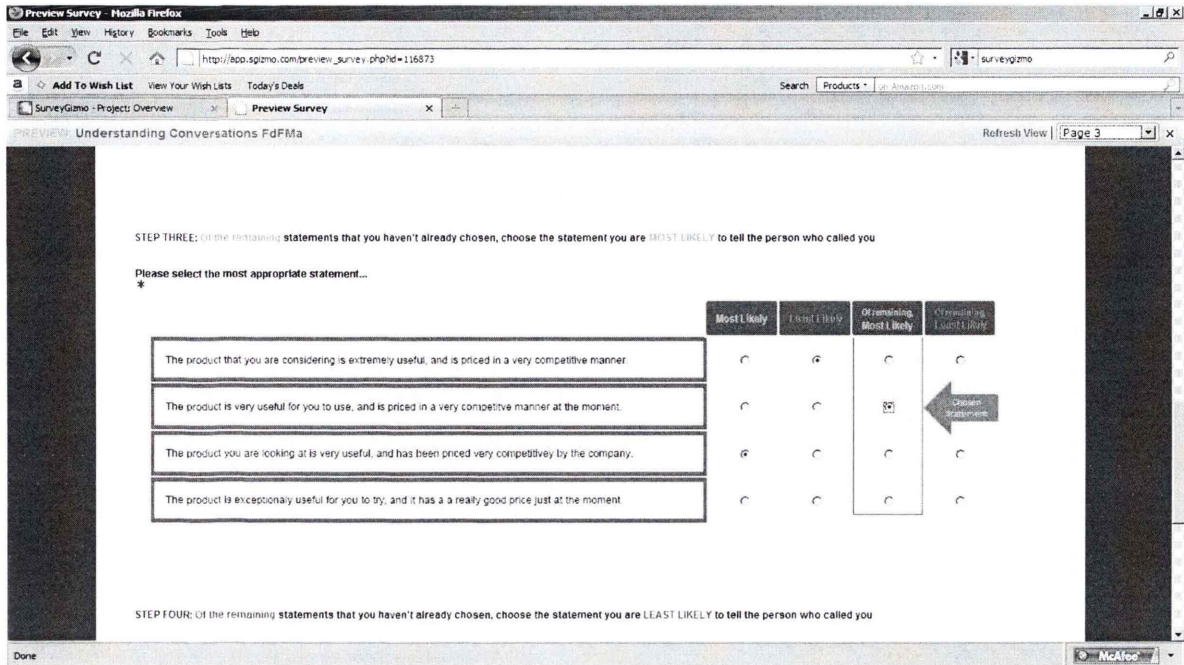 Preview Survey - Mozilla Firefox
File Edit View History Bookmarks Tools Help
http://app.sgizmo.com/preview_survey.php?id=116873
surveygizmo
a Add To Wish List View Your Wish Lists Today's Deals
Search Products on Amazon.com
SurveyGizmo - Project: Overview
Preview Survey
PREVIEW: Understanding Conversations FdFMa
Refresh View | Page 3
STEP THREE: Of the remaining statements that you haven't already chosen, choose the statement you are MOST LIKELY to tell the person who called you
Please select the most appropriate statement...
*
Most Likely
Least Likely
Of remaining, Most Likely
Of remaining, Least Likely
The product that you are considering is extremely useful, and is priced in a very competitive manner.
The product is very useful for you to use, and is priced in a very competitve manner at the moment.
Chosen Statement
The product you are looking at is very useful, and has been priced very competitivey by the company.
The product is exceptionaly useful for you to try, and it has a a really good price just at the moment.
STEP FOUR: Of the remaining statements that you haven't already chosen, choose the statement you are LEAST LIKELY to tell the person who called you
Done
McAfee